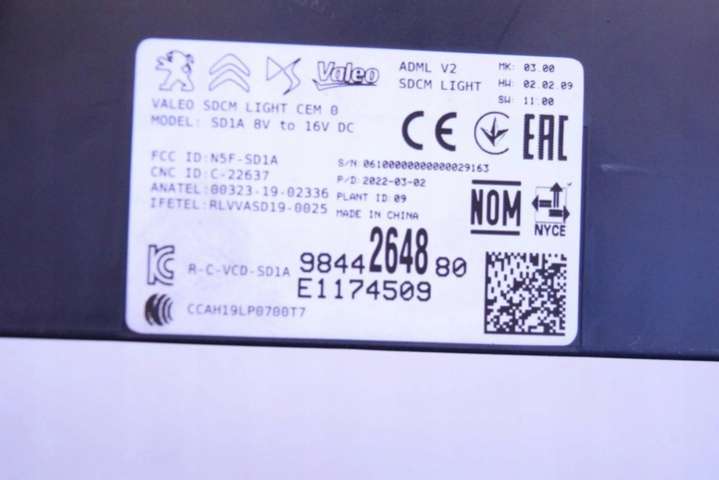 Valeo
ADML V2
SDCM LIGHT
MK: 03.00
HW: 02.02.09
SW: 11:00
VALEO SDCM LIGHT CEM 0
MODEL: SD1A 8V to 16V DC
CE
EAC
FCC ID:N5F-SD1A
CNC ID:C-22637
ANATEL:00323-19-02336
IFETEL:RLVVASD19-0025
S/N:06100000000000029163
P/D:2022-03-02
PLANT ID:09
MADE IN CHINA
NOM
NYCE
R-C-VCD-SD1A
9844264880
E1174509
CCAH19LP0700T7